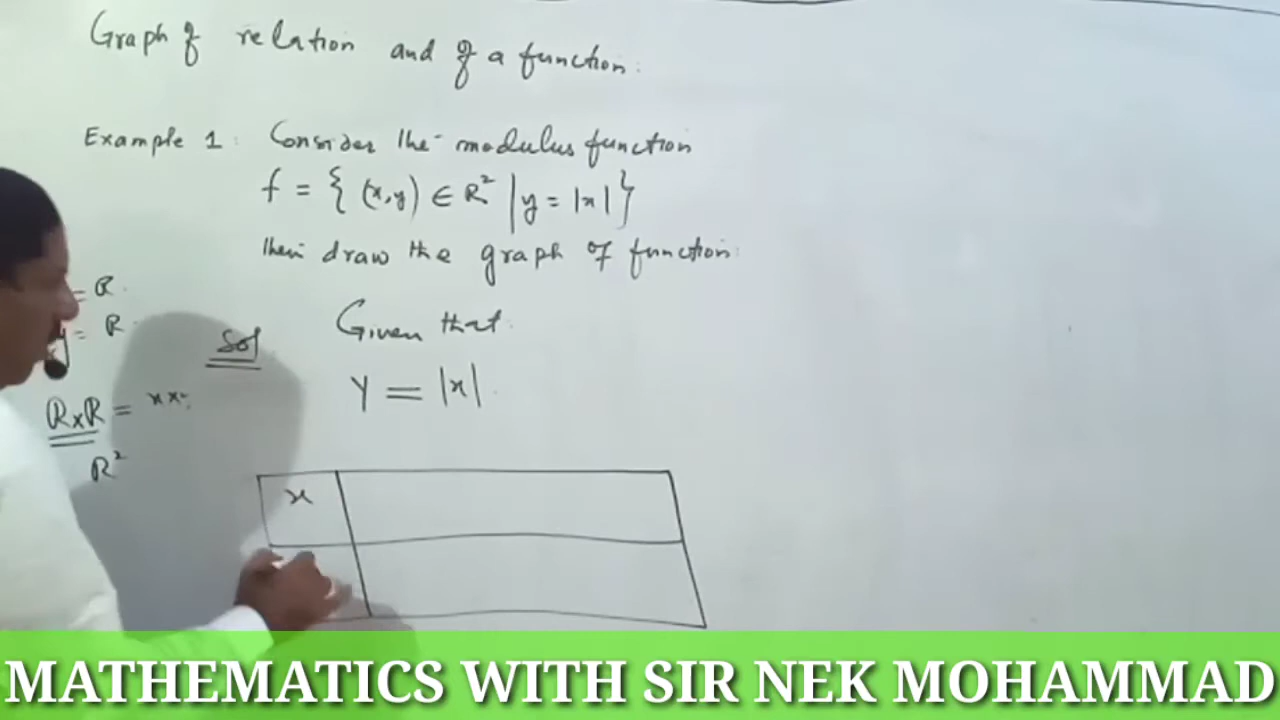 Graph of relation and of a function.
Example 1: Consider the modulus function
f = { (x,y) ∈ R² | y = |x| }
then draw the graph of function.
= R
y = R
Sol Given that
Y = |x|.
R×R =
R²
x
MATHEMATICS WITH SIR NEK MOHAMMAD